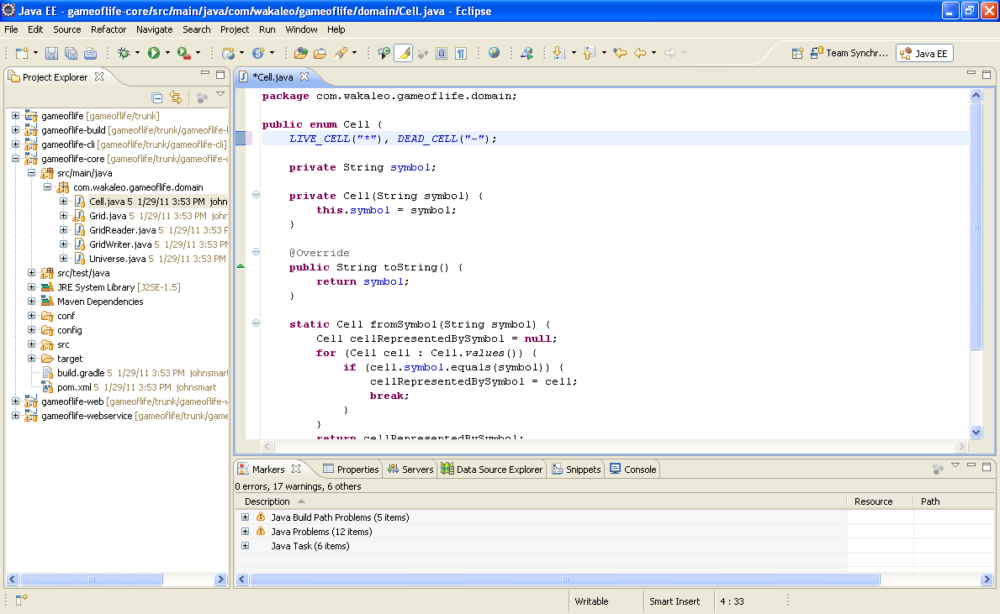 Java EE - gameoflife-core/src/main/java/com/wakaleo/gameoflife/domain/Cell.java - Eclipse
File Edit Source Refactor Navigate Search Project Run Window Help
Team Synchr... Java EE
Project Explorer
gameoflife [gameoflife/trunk]
gameoflife-build [gameoflife/trunk/gameoflife-
gameoflife-cli [gameoflife/trunk/gameoflife-cli]
gameoflife-core [gameoflife/trunk/gameoflife-
src/main/java
com.wakaleo.gameoflife.domain
Cell.java 5 1/29/11 3:53 PM john
Grid.java 5 1/29/11 3:53 PM john
GridReader.java 5 1/29/11 3:53 P
GridWriter.java 5 1/29/11 3:53 PM
Universe.java 5 1/29/11 3:53 PM
src/test/java
JRE System Library [J2SE-1.5]
Maven Dependencies
conf
config
src
target
build.gradle 5 1/29/11 3:53 PM johnsmart
pom.xml 5 1/29/11 3:53 PM johnsmart
gameoflife-web [gameoflife/trunk/gameoflife-
gameoflife-webservice [gameoflife/trunk/game
*Cell.java
package com.wakaleo.gameoflife.domain;
public enum Cell {
LIVE_CELL("*"), DEAD_CELL("-");
private String symbol;
private Cell(String symbol) {
this.symbol = symbol;
}
@Override
public String toString() {
return symbol;
}
static Cell fromSymbol(String symbol) {
Cell cellRepresentedBySymbol = null;
for (Cell cell : Cell.values()) {
if (cell.symbol.equals(symbol)) {
cellRepresentedBySymbol = cell;
break;
}
}
return cellRepresentedBySymbol;
Markers Properties Servers Data Source Explorer Snippets Console
0 errors, 17 warnings, 6 others
Description Resource Path
Java Build Path Problems (5 items)
Java Problems (12 items)
Java Task (6 items)
Writable Smart Insert 4 : 33